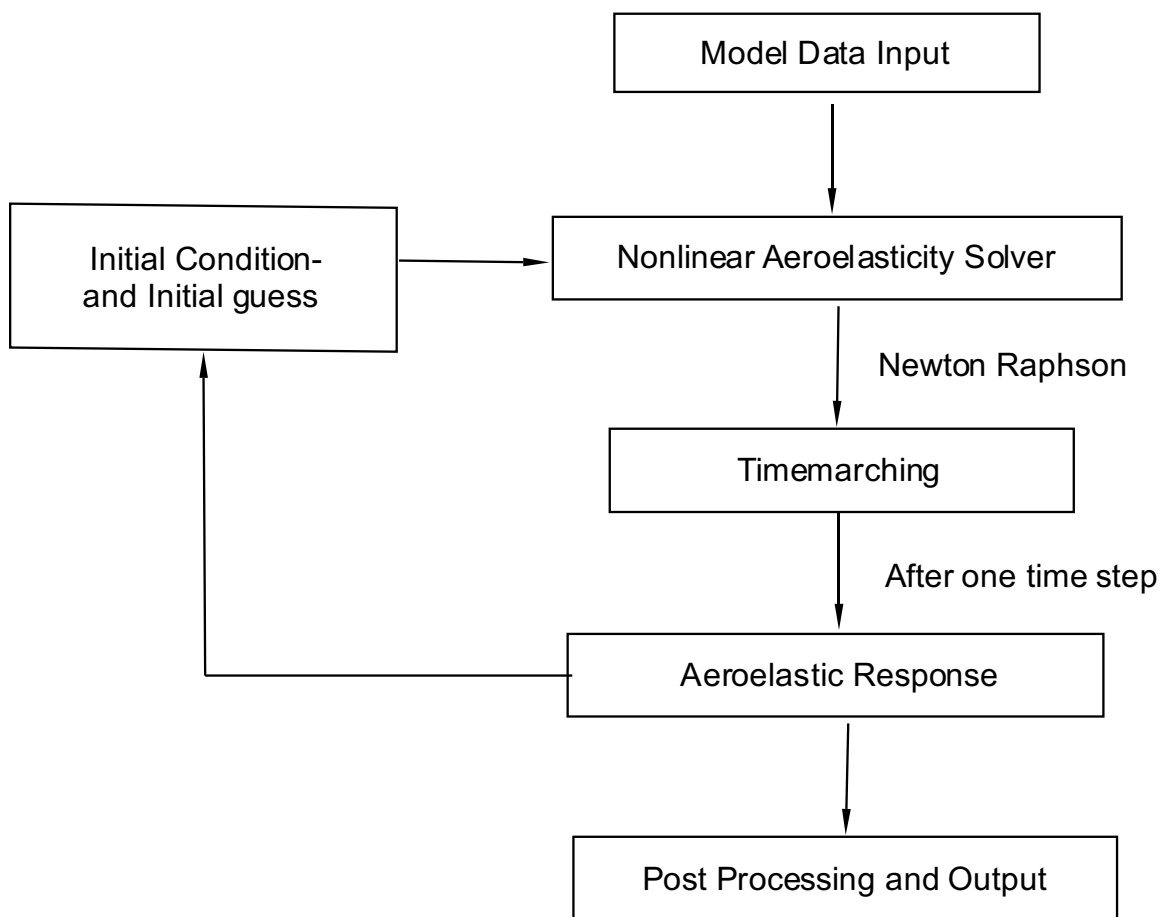 Model Data Input
Initial Condition-
and Initial guess
Nonlinear Aeroelasticity Solver
Newton Raphson
Timemarching
After one time step
Aeroelastic Response
Post Processing and Output